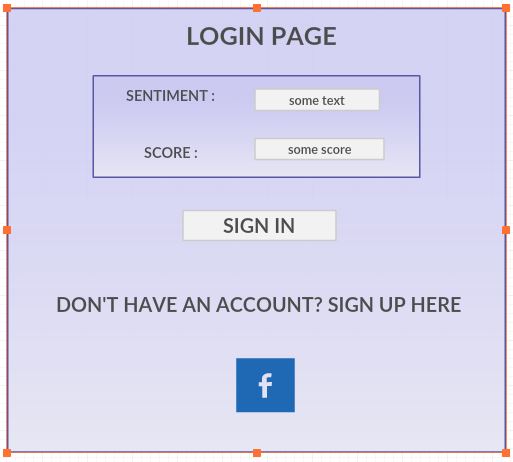 LOGIN PAGE
SENTIMENT : some text
SCORE : some score
SIGN IN
DON'T HAVE AN ACCOUNT? SIGN UP HERE
f